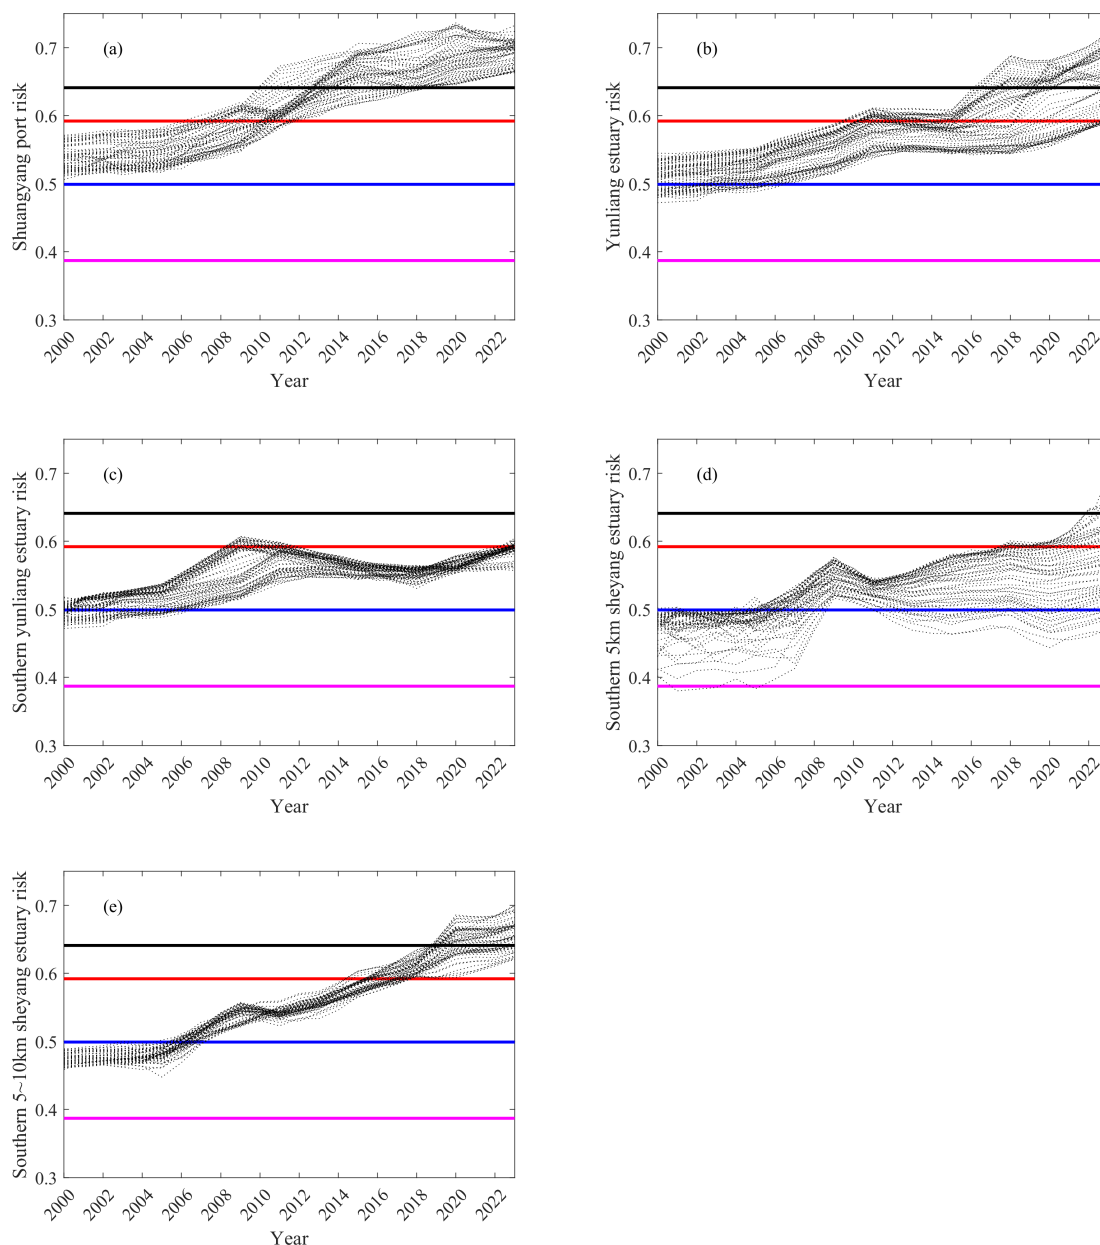 (a)
Shuangyang port risk
0.7
0.6
0.5
0.4
0.3
2000 2002 2004 2006 2008 2010 2012 2014 2016 2018 2020 2022
Year
(b)
Yunliang estuary risk
0.7
0.6
0.5
0.4
0.3
2000 2002 2004 2006 2008 2010 2012 2014 2016 2018 2020 2022
Year
(c)
Southern yunliang estuary risk
0.7
0.6
0.5
0.4
0.3
2000 2002 2004 2006 2008 2010 2012 2014 2016 2018 2020 2022
Year
(d)
Southern 5km sheyang estuary risk
0.7
0.6
0.5
0.4
0.3
2000 2002 2004 2006 2008 2010 2012 2014 2016 2018 2020 2022
Year
(e)
Southern 5~10km sheyang estuary risk
0.7
0.6
0.5
0.4
0.3
2000 2002 2004 2006 2008 2010 2012 2014 2016 2018 2020 2022
Year